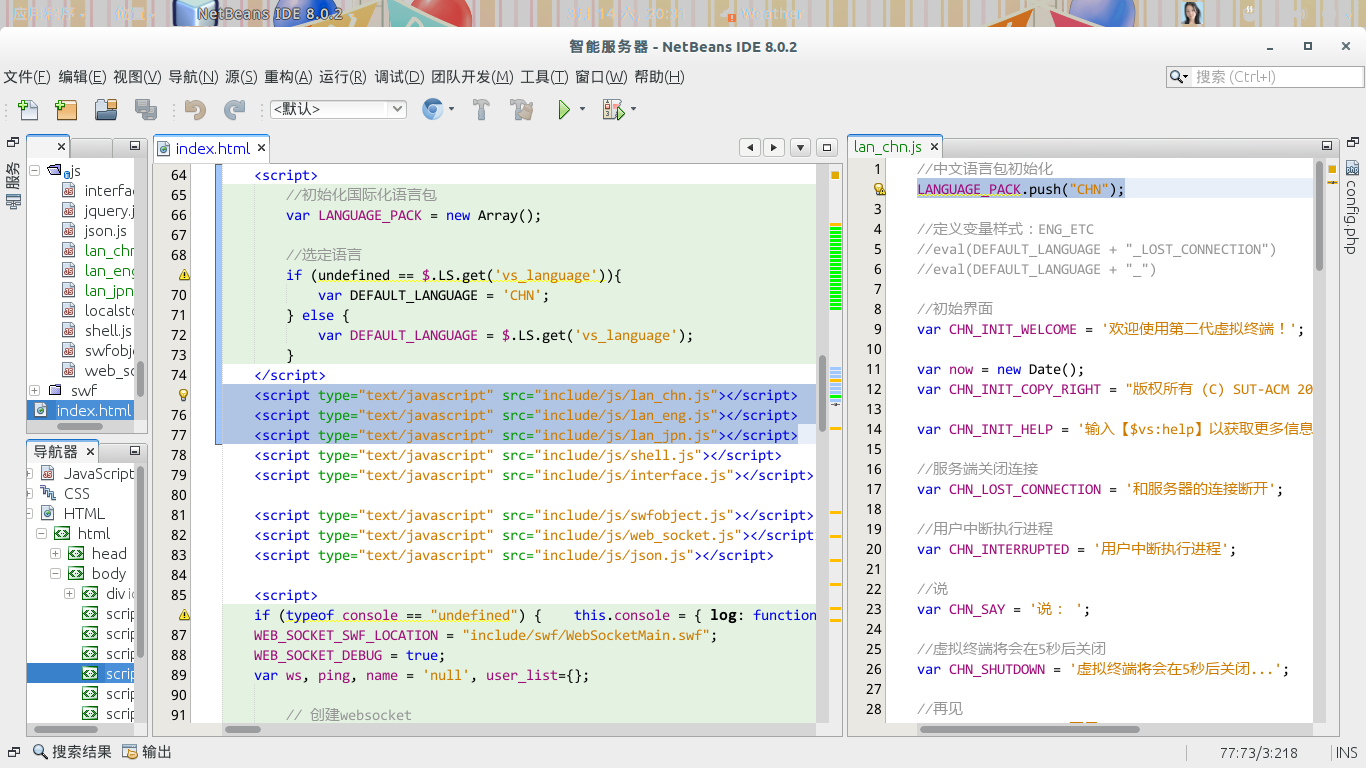 NetBeans IDE 8.0.2
智能服务器 - NetBeans IDE 8.0.2
文件(F) 编辑(E) 视图(V) 导航(N) 源(S) 重构(A) 运行(R) 调试(D) 团队开发(M) 工具(T) 窗口(W) 帮助(H)
搜索 (Ctrl+I)
<默认>
服务
js
interfac
jquery.j
json.js
lan_chn
lan_eng
lan_jpn
localsto
shell.js
swfobj
web_so
swf
index.html
导航器
JavaScript
CSS
HTML
html
head
body
div i
scrip
scrip
scrip
scrip
scrip
scrip
index.html
64 <script>
65 //初始化国际化语言包
66 var LANGUAGE_PACK = new Array();
67
68 //选定语言
if (undefined == $.LS.get('vs_language')){
70 var DEFAULT_LANGUAGE = 'CHN';
71 } else {
72 var DEFAULT_LANGUAGE = $.LS.get('vs_language');
73 }
74 </script>
<script type="text/javascript" src="include/js/lan_chn.js"></script>
76 <script type="text/javascript" src="include/js/lan_eng.js"></script>
77 <script type="text/javascript" src="include/js/lan_jpn.js"></script>
78 <script type="text/javascript" src="include/js/shell.js"></script>
79 <script type="text/javascript" src="include/js/interface.js"></script>
80
81 <script type="text/javascript" src="include/js/swfobject.js"></script>
82 <script type="text/javascript" src="include/js/web_socket.js"></script
83 <script type="text/javascript" src="include/js/json.js"></script>
84
85 <script>
if (typeof console == "undefined") { this.console = { log: function
87 WEB_SOCKET_SWF_LOCATION = "include/swf/WebSocketMain.swf";
88 WEB_SOCKET_DEBUG = true;
89 var ws, ping, name = 'null', user_list={};
90
91 // 创建websocket
lan_chn.js
1 //中文语言包初始化
LANGUAGE_PACK.push("CHN");
3
4 //定义变量样式：ENG_ETC
5 //eval(DEFAULT_LANGUAGE + "_LOST_CONNECTION")
6 //eval(DEFAULT_LANGUAGE + "_")
7
8 //初始界面
9 var CHN_INIT_WELCOME = '欢迎使用第二代虚拟终端！';
10
11 var now = new Date();
12 var CHN_INIT_COPY_RIGHT = "版权所有 (C) SUT-ACM 20
13
14 var CHN_INIT_HELP = '输入【$vs:help】以获取更多信息
15
16 //服务端关闭连接
17 var CHN_LOST_CONNECTION = '和服务器的连接断开';
18
19 //用户中断执行进程
20 var CHN_INTERRUPTED = '用户中断执行进程';
21
22 //说
23 var CHN_SAY = '说： ';
24
25 //虚拟终端将会在5秒后关闭
26 var CHN_SHUTDOWN = '虚拟终端将会在5秒后关闭...';
27
28 //再见
config.php
搜索结果 输出
77:73/3:218 INS